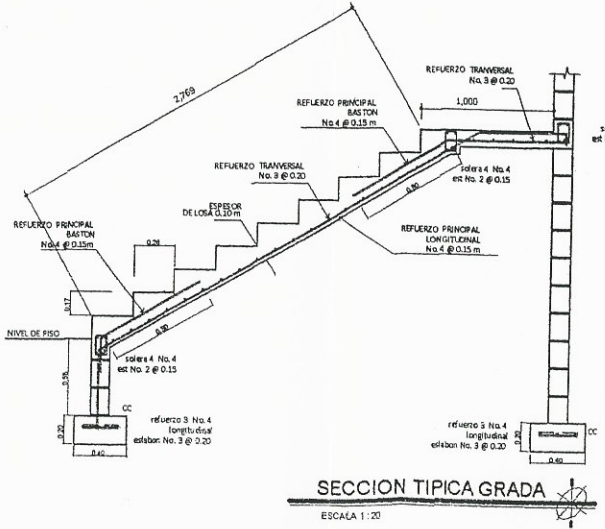 REFUERZO TRANVERSAL
No. 3 @ 0.20
2,769
1,000
REFUERZO PRINCIPAL
BASTON
No. 4 @ 0.15 m
REFUERZO TRANVERSAL
No. 3 @ 0.20
solera 4 No. 4
est No. 2 @ 0.15
0.80
ESPESOR
DE LOSA 0.10 m
REFUERZO PRINCIPAL
BASTON
No. 4 @ 0.15m
REFUERZO PRINCIPAL
LONGITUDINAL
No. 4 @ 0.15 m
0.17
NIVEL DE PISO
solera 4 No. 4
est No. 2 @ 0.15
CC
0.20
0.40
refuerzo 3 No. 4
longitudinal
eslabon No. 3 @ 0.20
refuerzo 3 No. 4
longitudinal
eslabon No. 3 @ 0.20
CC
0.20
0.40
SECCION TIPICA GRADA
ESCALA 1:20